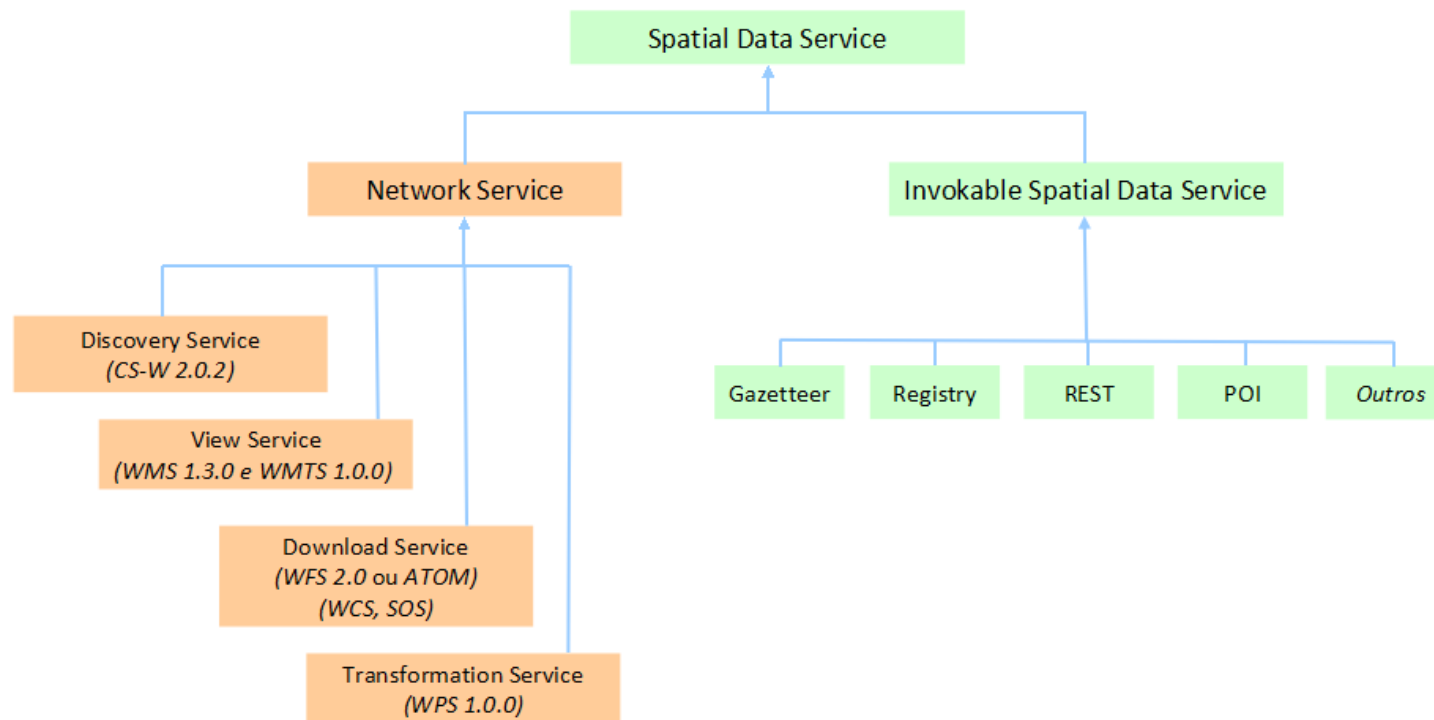 Spatial Data Service
Network Service
Invokable Spatial Data Service
Discovery Service
(CS-W 2.0.2)
View Service
(WMS 1.3.0 e WMTS 1.0.0)
Download Service
(WFS 2.0 ou ATOM)
(WCS, SOS)
Transformation Service
(WPS 1.0.0)
Gazetteer
Registry
REST
POI
Outros